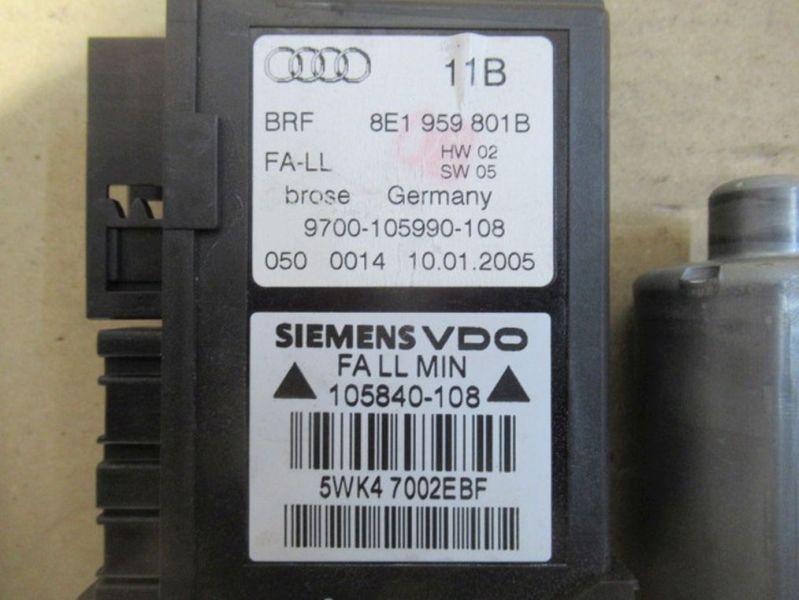 11B
BRF 8E1 959 801B
FA-LL HW 02
SW 05
brose Germany
9700-105990-108
050 0014 10.01.2005
SIEMENS VDO
FA LL MIN
105840-108
5WK4 7002EBF